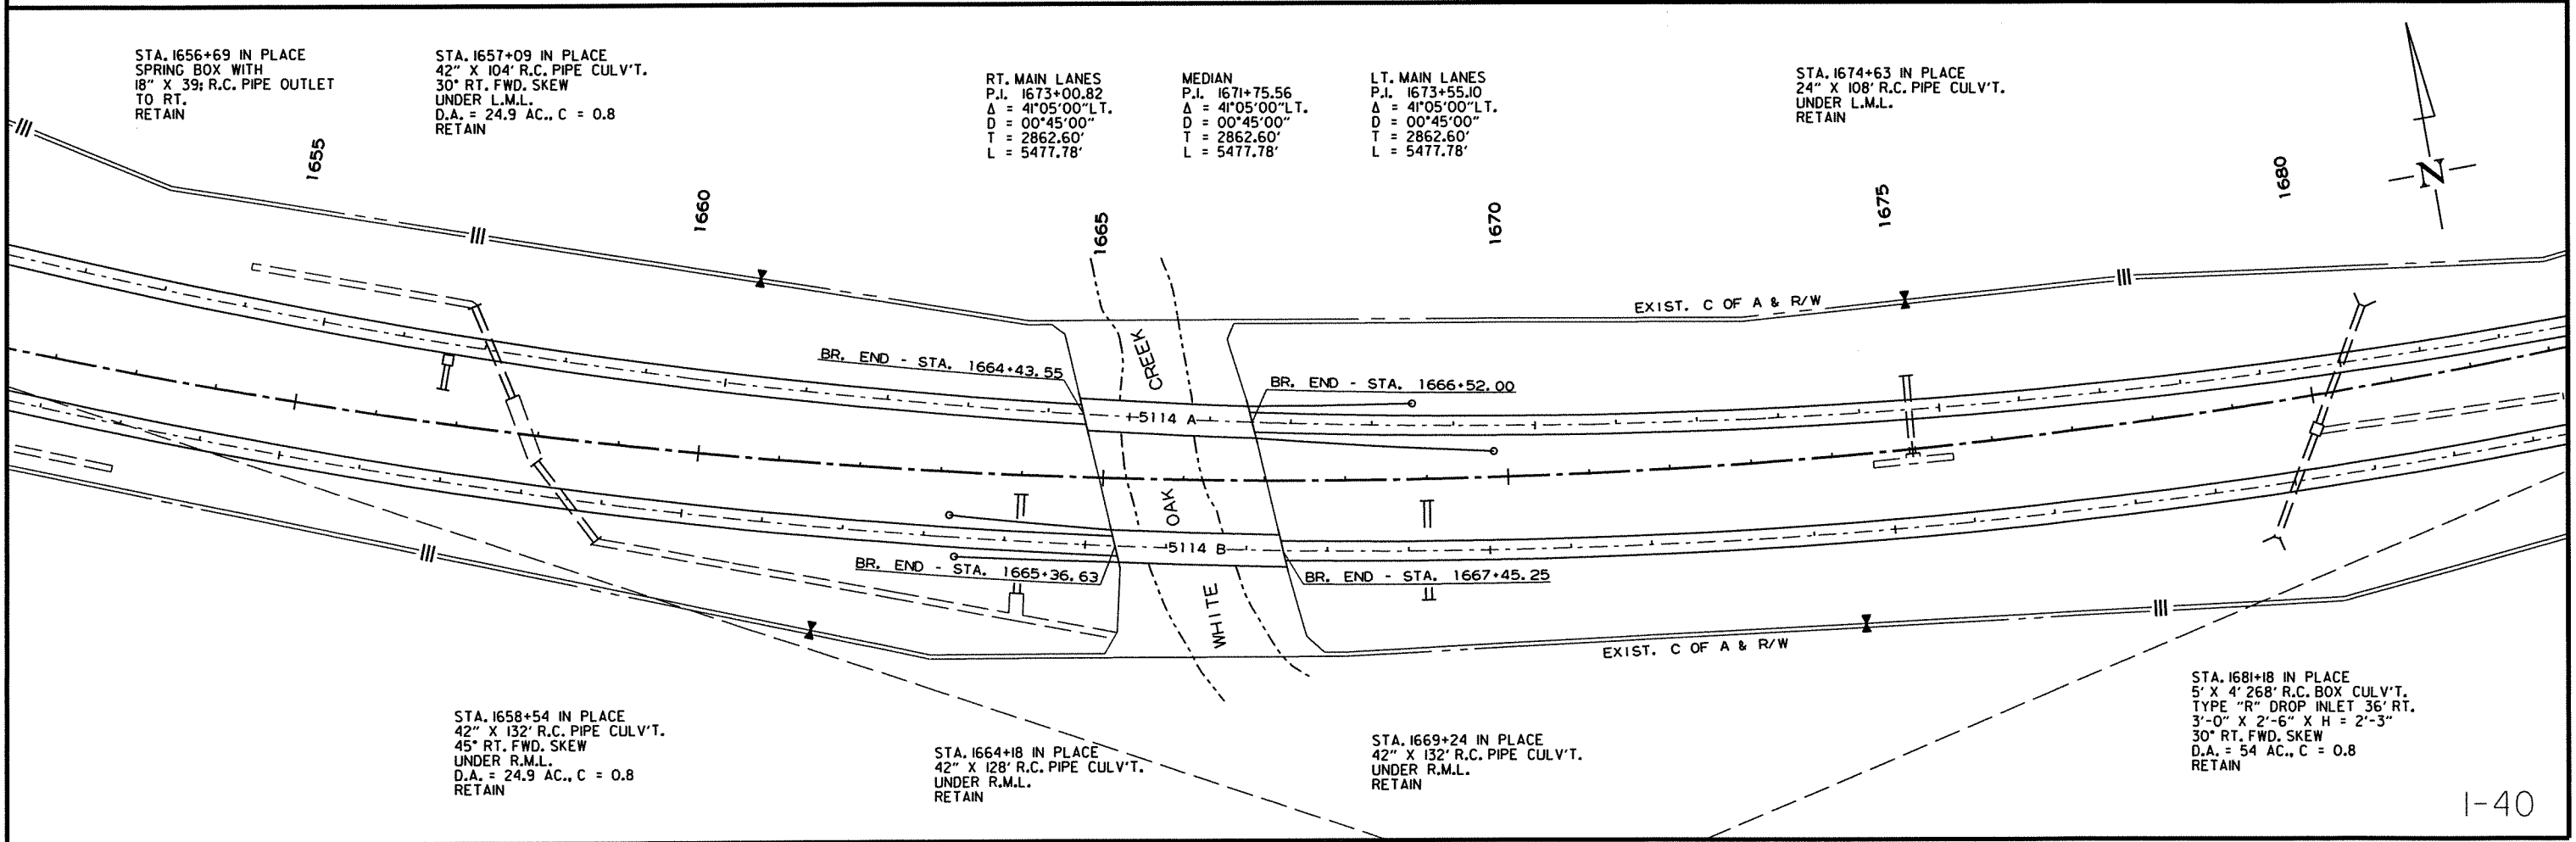 STA. 1656+69 IN PLACE
SPRING BOX WITH
18" X 39; R.C. PIPE OUTLET
TO RT.
RETAIN
STA. 1657+09 IN PLACE
42" X 104' R.C. PIPE CULV'T.
30° RT. FWD. SKEW
UNDER L.M.L.
D.A. = 24.9 AC., C = 0.8
RETAIN
RT. MAIN LANES
P.I. 1673+00.82
Δ = 41°05'00"LT.
D = 00°45'00"
T = 2862.60'
L = 5477.78'
MEDIAN
P.I. 1671+75.56
Δ = 41°05'00"LT.
D = 00°45'00"
T = 2862.60'
L = 5477.78'
LT. MAIN LANES
P.I. 1673+55.10
Δ = 41°05'00"LT.
D = 00°45'00"
T = 2862.60'
L = 5477.78'
STA. 1674+63 IN PLACE
24" X 108' R.C. PIPE CULV'T.
UNDER L.M.L.
RETAIN
N
1655
1660
1665
1670
1675
1680
EXIST. C OF A & R/W
BR. END - STA. 1664+43.55
CREEK
BR. END - STA. 1666+52.00
5114 A
OAK
5114 B
BR. END - STA. 1665+36.63
BR. END - STA. 1667+45.25
WHITE
EXIST. C OF A & R/W
STA. 1658+54 IN PLACE
42" X 132' R.C. PIPE CULV'T.
45° RT. FWD. SKEW
UNDER R.M.L.
D.A. = 24.9 AC., C = 0.8
RETAIN
STA. 1664+18 IN PLACE
42" X 128' R.C. PIPE CULV'T.
UNDER R.M.L.
RETAIN
STA. 1669+24 IN PLACE
42" X 132' R.C. PIPE CULV'T.
UNDER R.M.L.
RETAIN
STA. 1681+18 IN PLACE
5' X 4' 268' R.C. BOX CULV'T.
TYPE "R" DROP INLET 36' RT.
3'-0" X 2'-6" X H = 2'-3"
30° RT. FWD. SKEW
D.A. = 54 AC., C = 0.8
RETAIN
I-40